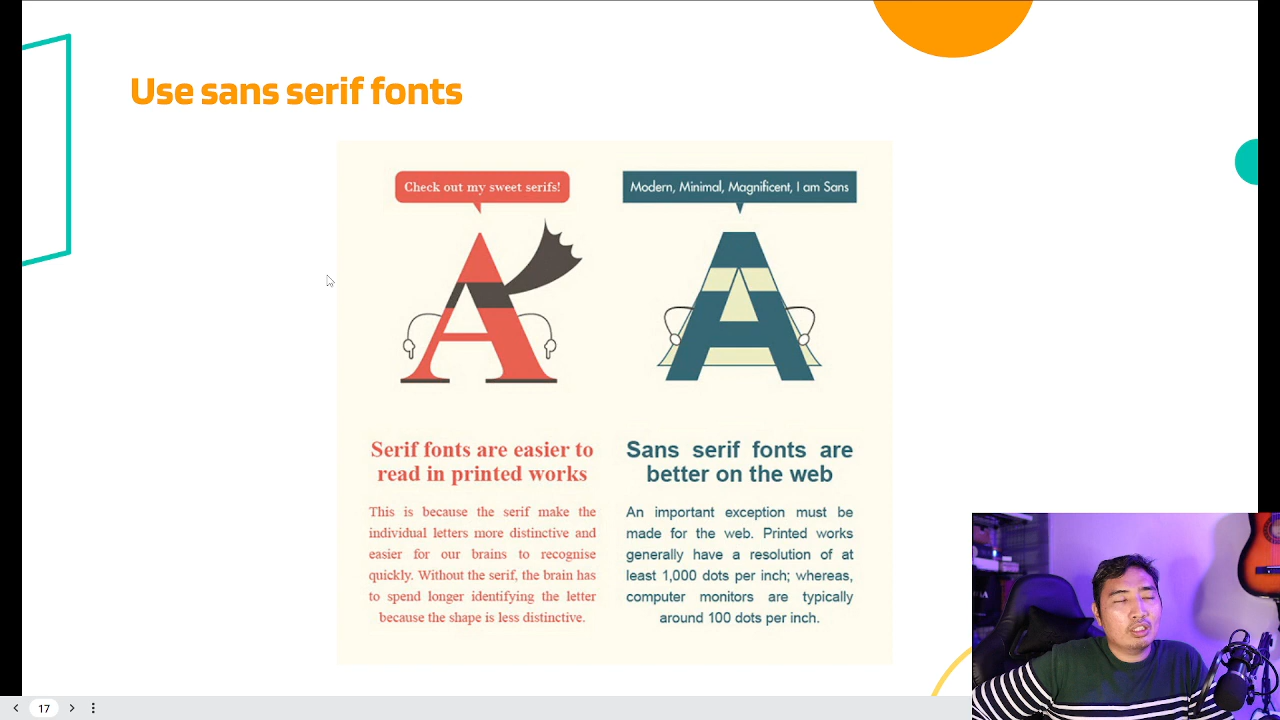 Use sans serif fonts
Check out my sweet serifs!
Serif fonts are easier to
read in printed works
This is because the serif make the
individual letters more distinctive and
easier for our brains to recognise
quickly. Without the serif, the brain has
to spend longer identifying the letter
because the shape is less distinctive.
Modern, Minimal, Magnificent, I am Sans
Sans serif fonts are
better on the web
An important exception must be
made for the web. Printed works
generally have a resolution of at
least 1,000 dots per inch; whereas,
computer monitors are typically
around 100 dots per inch.
17